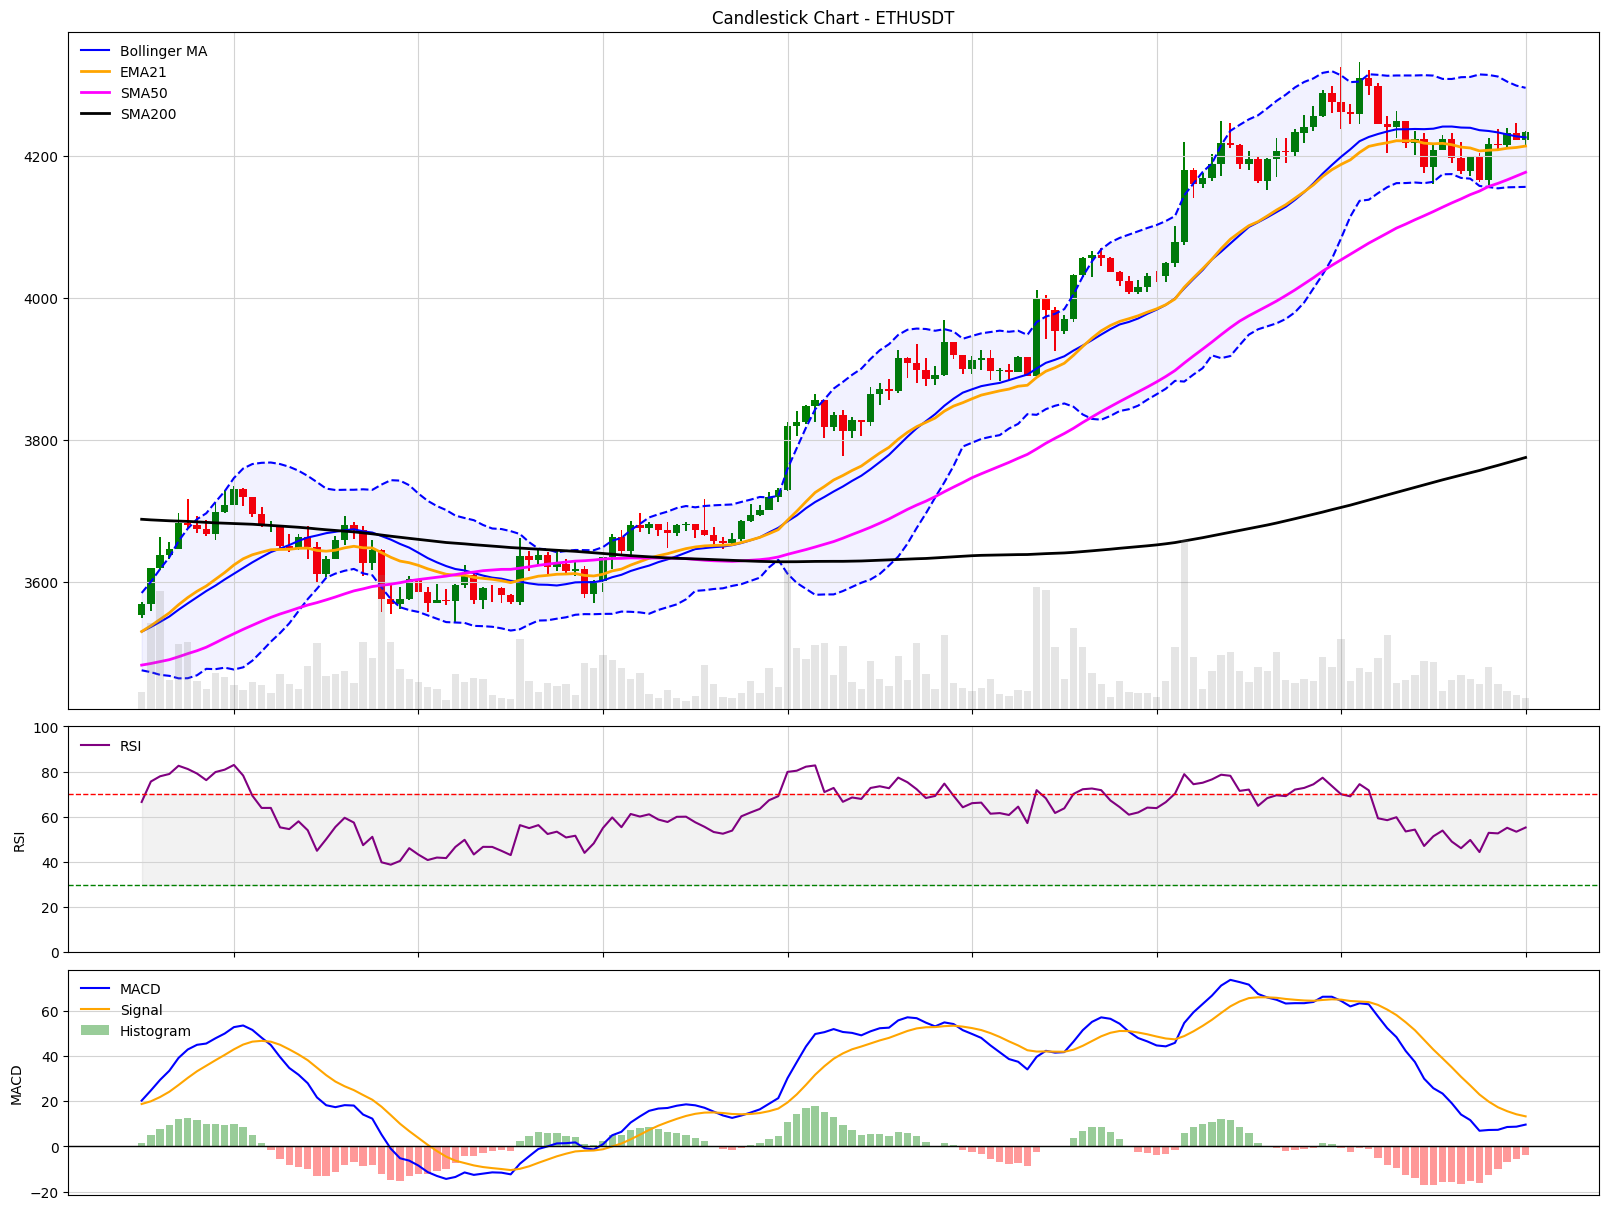 Candlestick Chart - ETHUSDT
Bollinger MA
EMA21
SMA50
SMA200
4200
4000
3800
3600
100
80
60
40
20
0
RSI
RSI
60
40
20
0
−20
MACD
MACD
Signal
Histogram